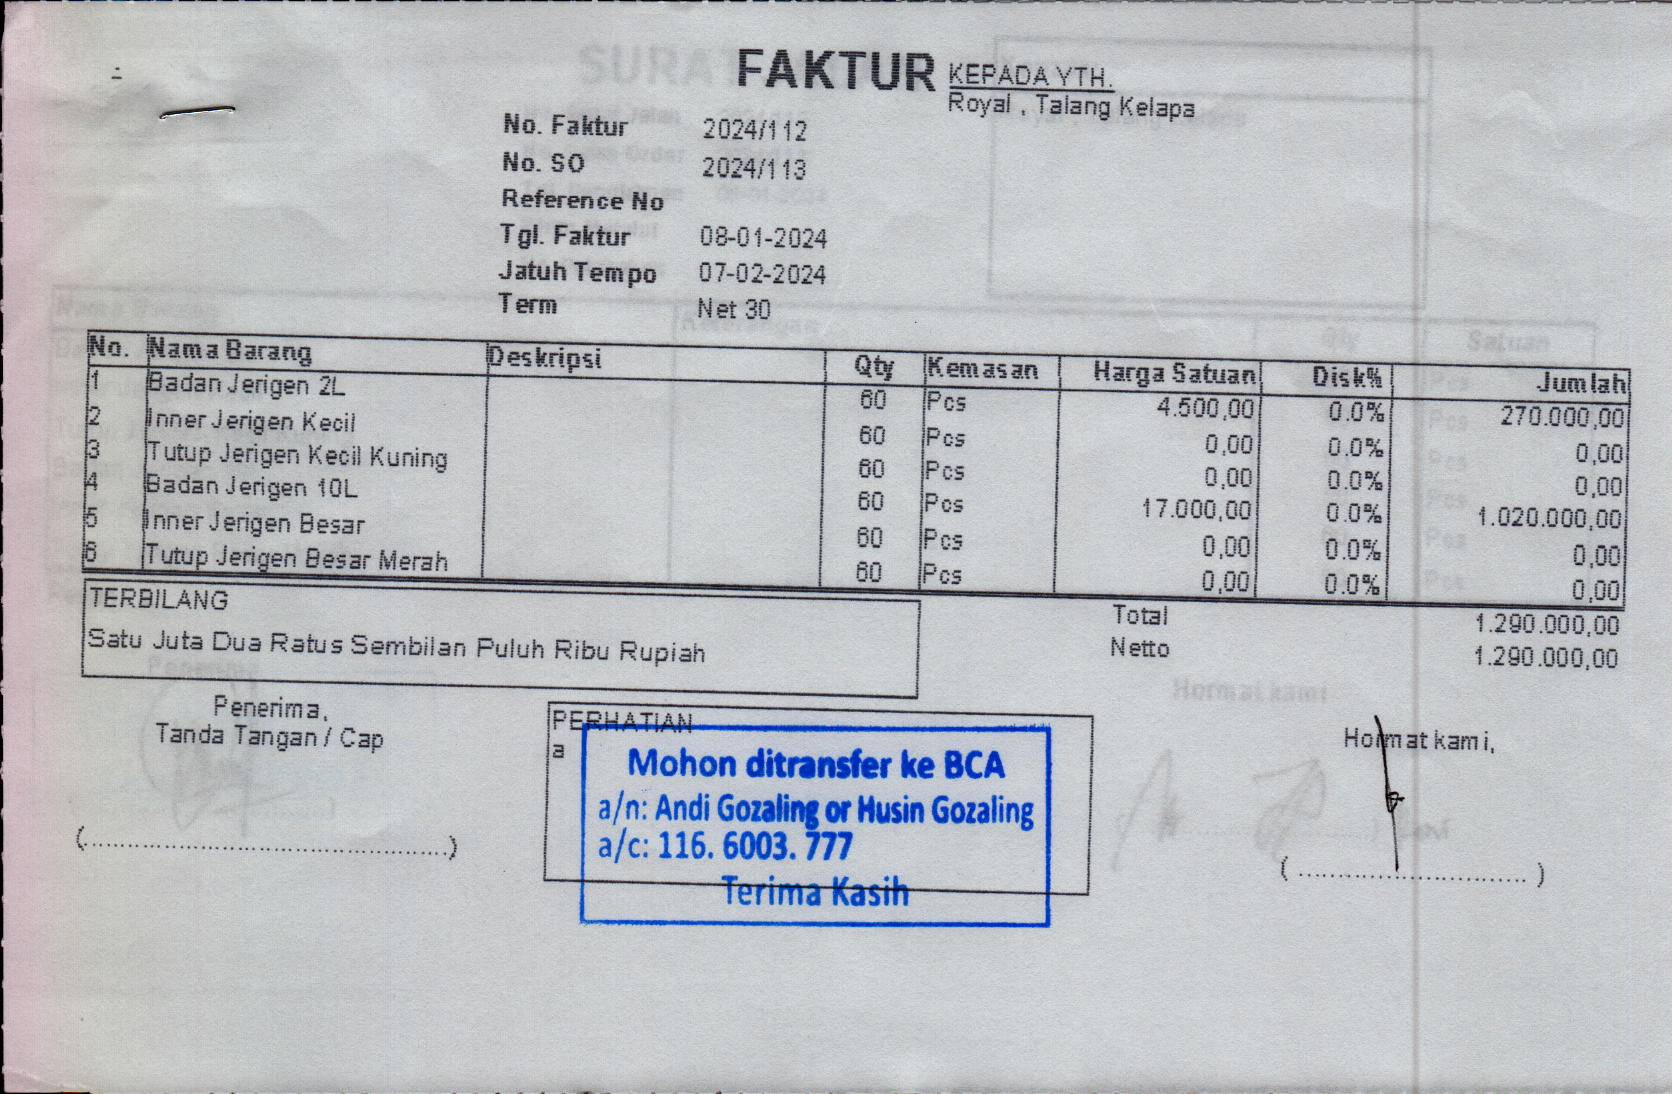 FAKTUR
KEPADA YTH.
Royal , Talang Kelapa
No. Faktur 2024/112
No. SO 2024/113
Reference No
Tgl. Faktur 08-01-2024
Jatuh Tempo 07-02-2024
Term Net 30
No. Nama Barang Deskripsi Qty Kemasan Harga Satuan Disk% Jumlah
1 Badan Jerigen 2L 60 Pcs 4.500,00 0.0% 270.000,00
2 Inner Jerigen Kecil 60 Pcs 0,00 0.0% 0,00
3 Tutup Jerigen Kecil Kuning 60 Pcs 0,00 0.0% 0,00
4 Badan Jerigen 10L 60 Pcs 17.000,00 0.0% 1.020.000,00
5 Inner Jerigen Besar 60 Pcs 0,00 0.0% 0,00
6 Tutup Jerigen Besar Merah 60 Pcs 0,00 0.0% 0,00
TERBILANG
Satu Juta Dua Ratus Sembilan Puluh Ribu Rupiah
Total 1.290.000,00
Netto 1.290.000,00
Penerima,
Tanda Tangan / Cap
(................................................)
PERHATIAN
a
Mohon ditransfer ke BCA
a/n: Andi Gozaling or Husin Gozaling
a/c: 116. 6003. 777
Terima Kasih
Hormat kami,
( .............................. )